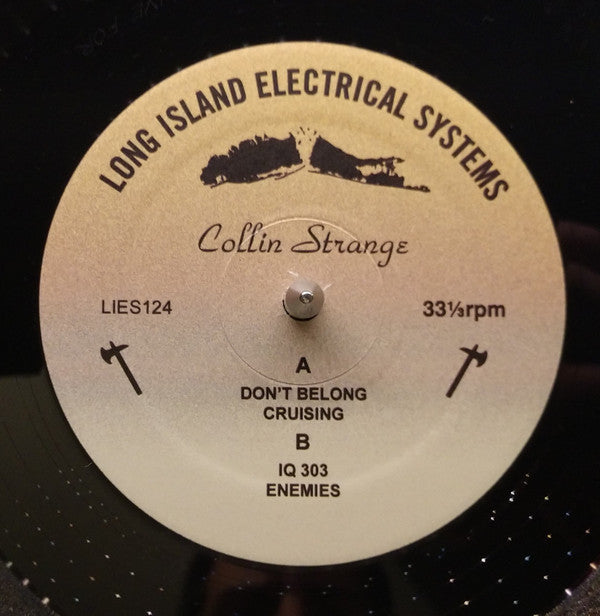 LONG ISLAND ELECTRICAL SYSTEMS
Collin Strange
LIES124
33⅓rpm
A
DON'T BELONG
CRUISING
B
IQ 303
ENEMIES